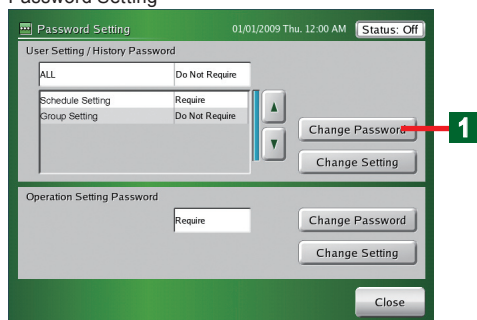 Password Setting
Password Setting 01/01/2009 Thu. 12:00 AM Status: Off
User Setting / History Password
ALL Do Not Require
Schedule Setting Require
Group Setting Do Not Require
Change Password 1
Change Setting
Operation Setting Password
Require Change Password
Change Setting
Close